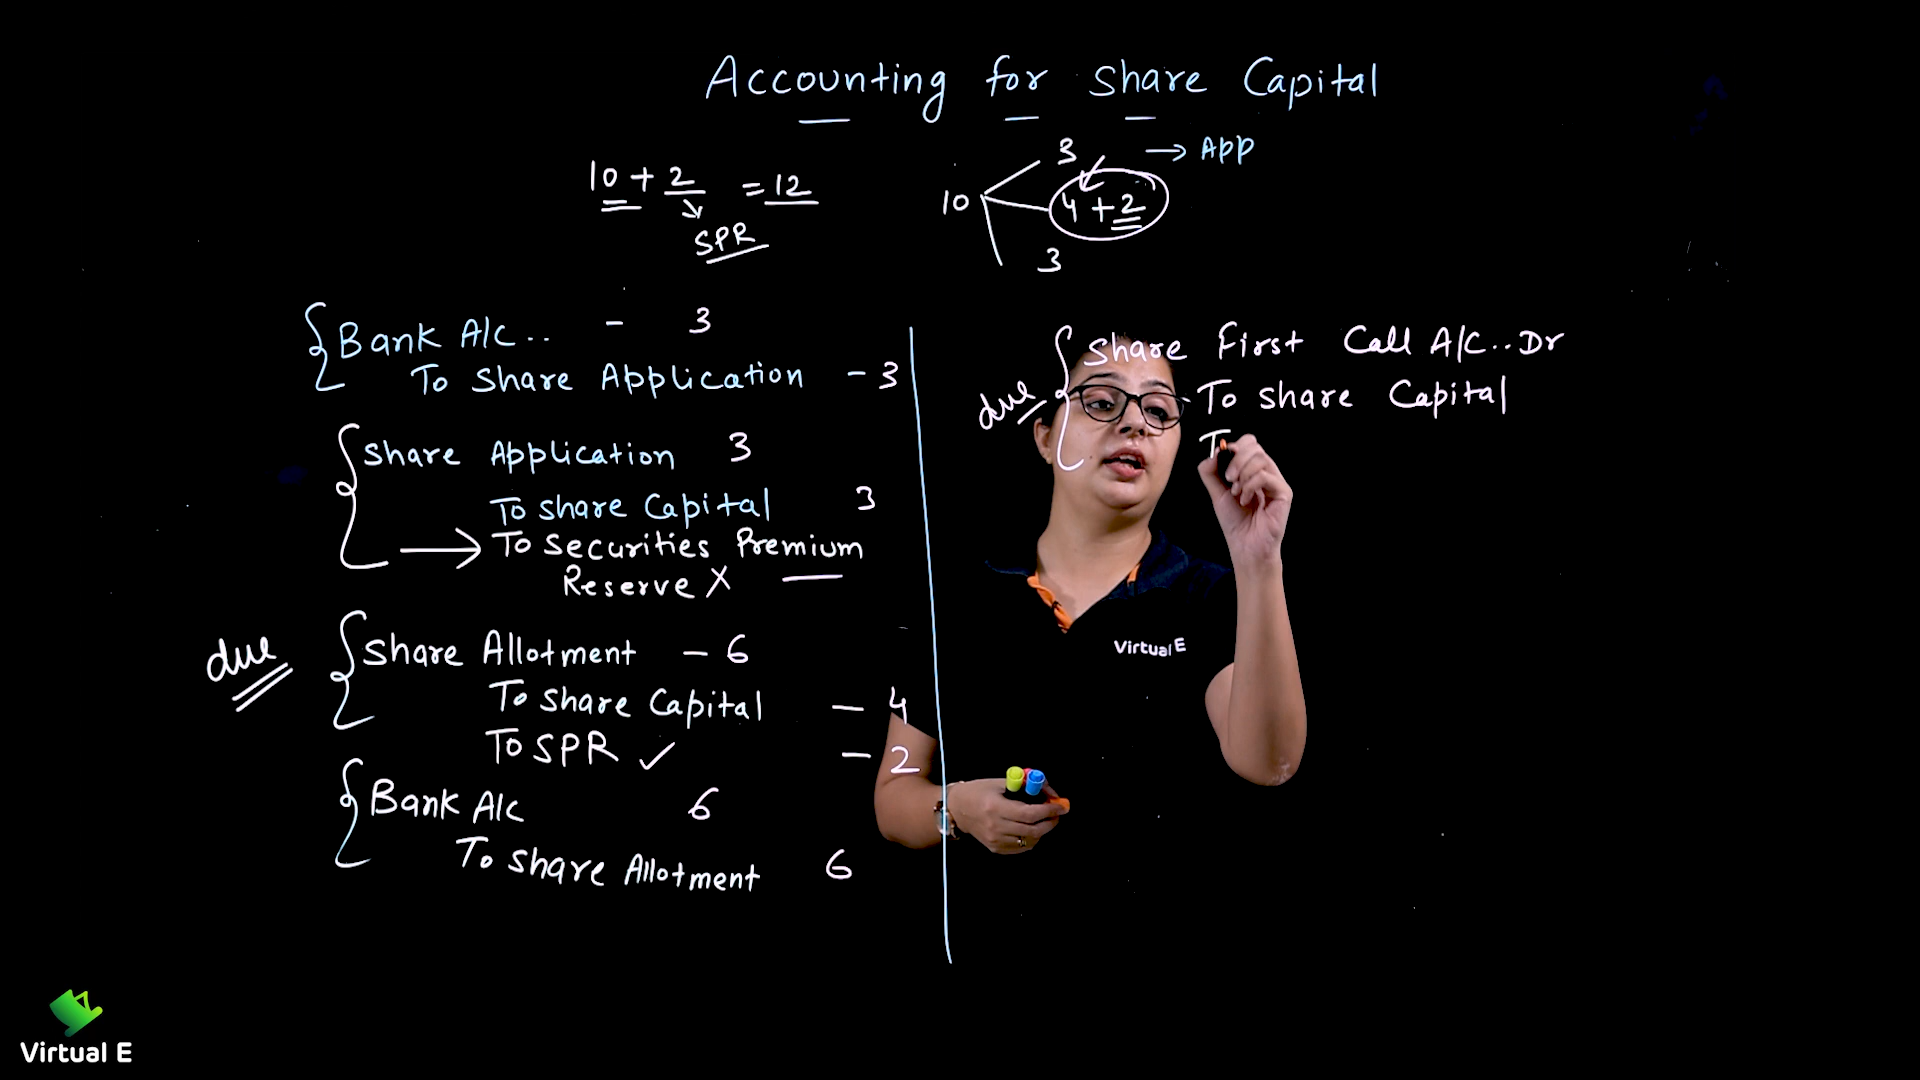 Accounting for Share Capital
10 + 2 = 12
SPR
10
3 → App
4 + 2
3
Bank A/c.. - 3
To Share Application - 3
Share Application 3
To Share Capital 3
→ To Securities Premium
Reserve X —
due
Share Allotment - 6
To Share Capital - 4
To SPR ✓ - 2
Bank A/c 6
To Share Allotment 6
due
Share First Call A/c..Dr
To Share Capital
T
Virtual E
Virtual E